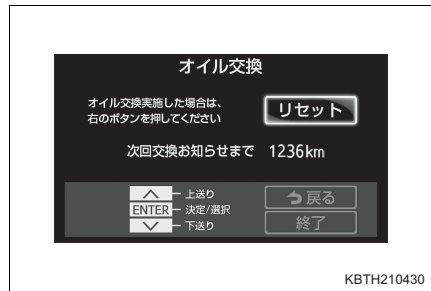 オイル交換
オイル交換実施した場合は、
右のボタンを押してください
リセット
次回交換お知らせまで 1236km
上送り
ENTER 決定/選択
下送り
戻る
終了
KBTH210430